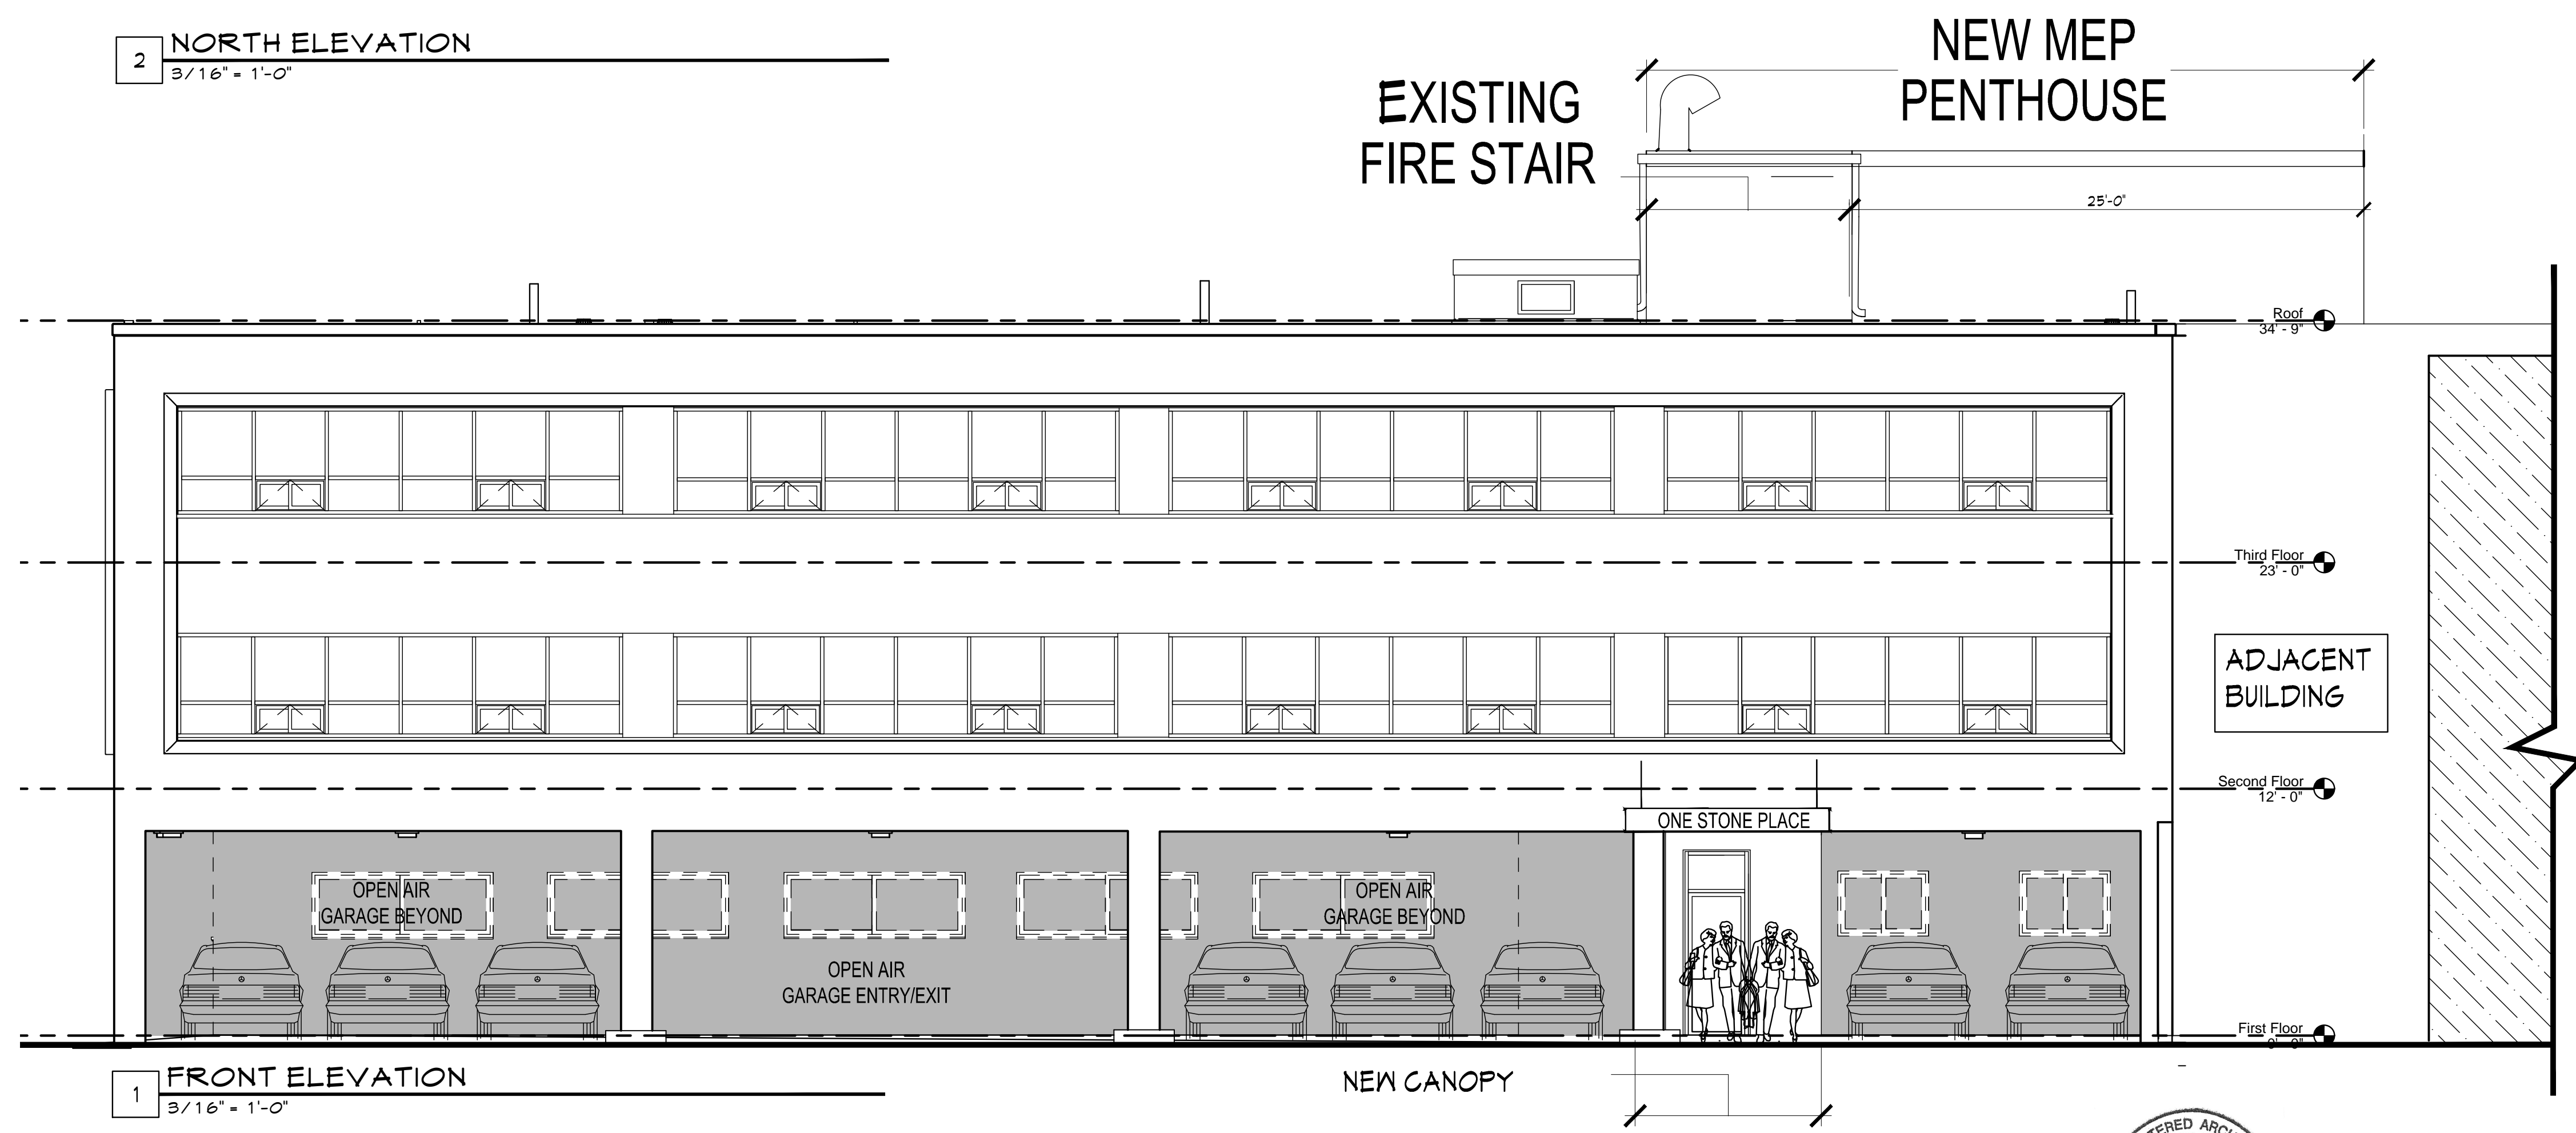 2
NORTH ELEVATION
3/16" = 1'-0"
NEW MEP
PENTHOUSE
EXISTING
FIRE STAIR
25'-0"
Roof
34' - 9"
Third Floor
23' - 0"
ADJACENT
BUILDING
Second Floor
12' - 0"
ONE STONE PLACE
OPEN AIR
GARAGE BEYOND
OPEN AIR
GARAGE BEYOND
OPEN AIR
GARAGE ENTRY/EXIT
First Floor
0' - 0"
1
FRONT ELEVATION
3/16" = 1'-0"
NEW CANOPY